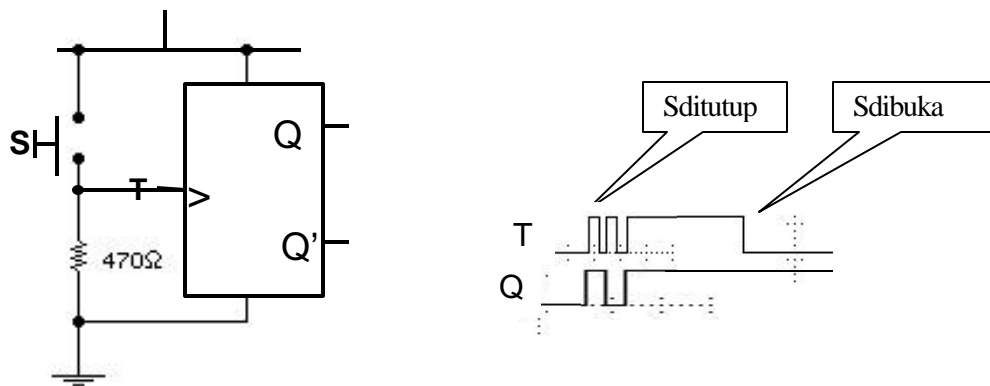 S
T
>
Q
Q'
470Ω
Sditutup
Sdibuka
T
Q